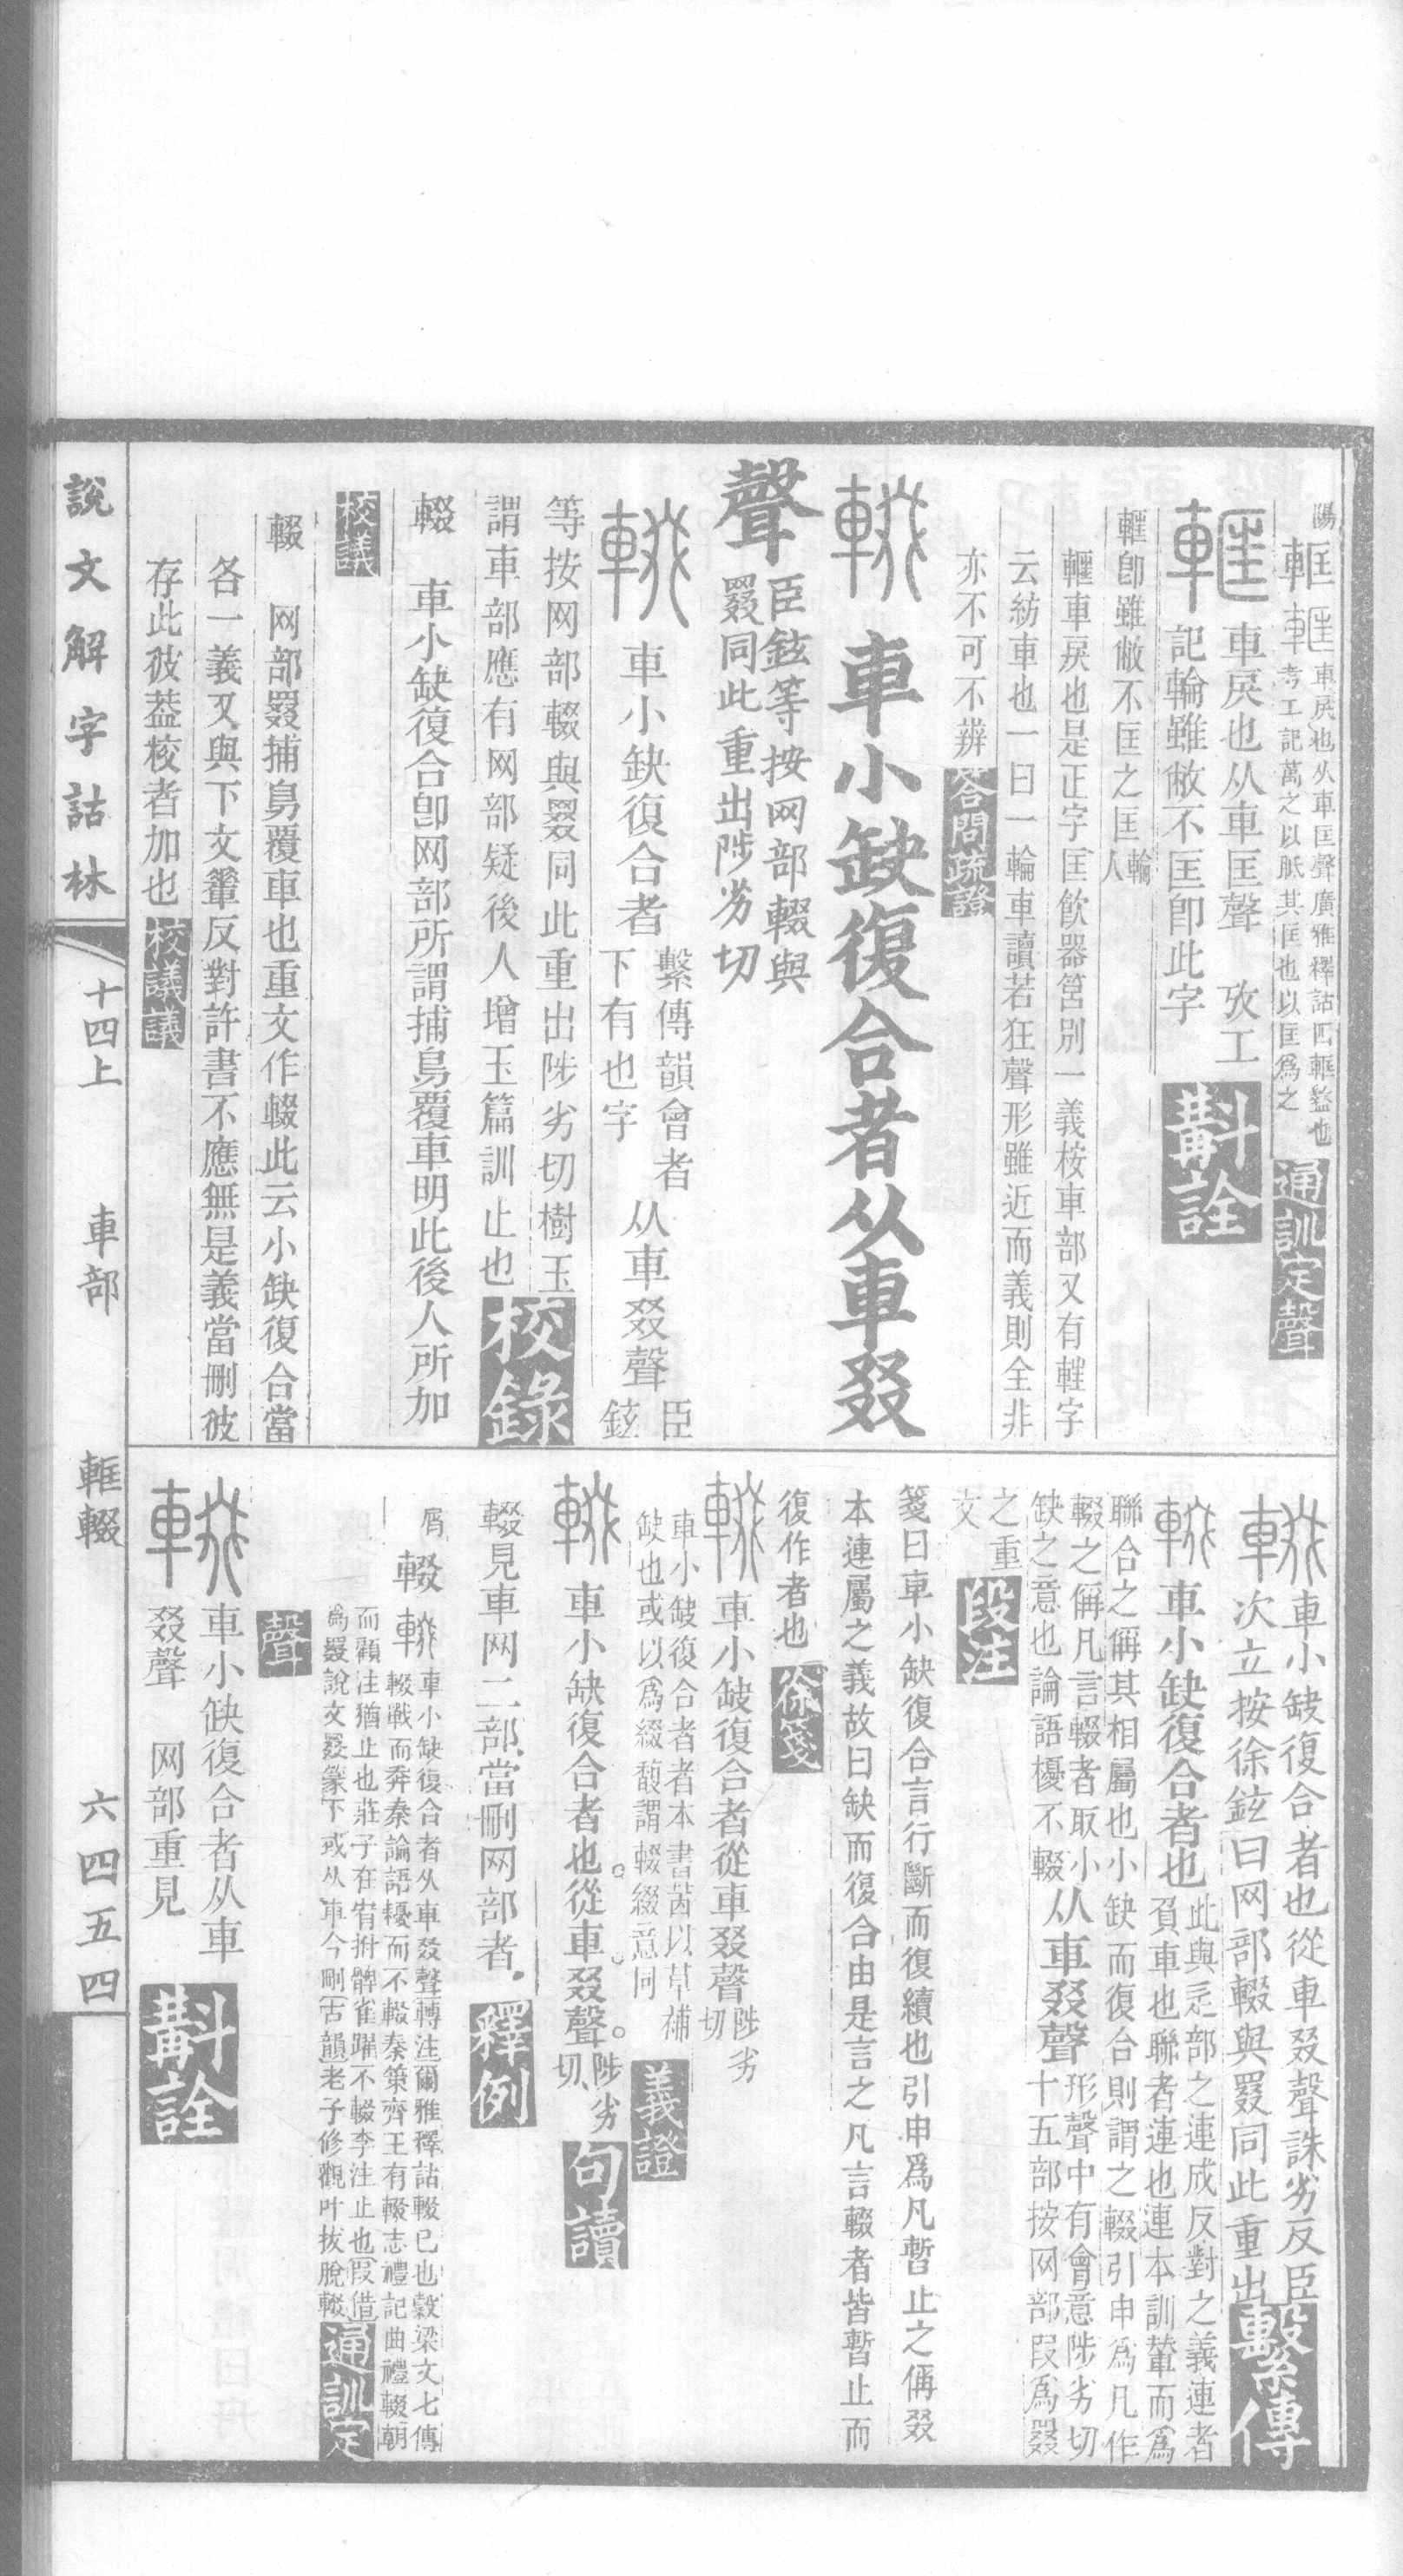 陽 䡈 車戾也从車匡聲廣雅釋詁四䡈盭也
考工記萬之以眡其匡也以匡爲之 通訓定聲
車戾也从車匡聲 攷工
記輪雖敝不匡卽此字 斠詮
䡈卽雖敝不匡之匡 輪人
䡈車戾也是正字匡飮器筥別一義桉車部又有軖字
云紡車也一曰一輪車讀若狂聲形雖近而義則全非
亦不可不辨 答問疏證
車小缺復合者从車叕
聲 臣鉉等按网部輟與
罬同此重出陟劣切
車小缺復合者 繫傳韻會者
下有也字 从車叕聲 臣鉉
等按网部輟與罬同此重出陟劣切樹玉
謂車部應有网部疑後人增玉篇訓止也 校錄
輟 車小缺復合卽网部所謂捕鳥覆車明此後人所加
校議
輟 网部罬捕鳥覆車也重文作輟此云小缺復合當
各一義又與下文輂反對許書不應無是義當刪彼
存此彼葢校者加也 校議議
車小缺復合者也從車叕聲誅劣反臣
次立按徐鉉曰网部輟與罬同此重出 繫傳
車小缺復合者也 此與辵部之連成反對之義連者
負車也聯者連也連本訓輂而爲
聯合之偁其相屬也小缺而復合則謂之輟引申爲凡作
輟之偁凡言輟者取小
缺之意也論語櫌不輟 从車叕聲 形聲中有會意陟劣切
十五部按网部叚爲罬
之重
文 段注
箋曰車小缺復合言行斷而復續也引申爲凡暫止之偁叕
本連屬之義故曰缺而復合由是言之凡言輟者皆暫止而
復作者也 徐箋
車小缺復合者從車叕聲 陟劣
切
車小缺復合者者本書茵以草補
缺也或以爲綴馥謂輟綴意同 義證
車小缺復合者也從車叕聲 陟劣
切 句讀
輟見車网二部當刪网部者 釋例
屑 輟 車小缺復合者从車叕聲轉注爾雅釋詁輟已也穀梁文七傳
輟戰而奔秦論語耰而不輟秦策齊王有輟志禮記曲禮輟朝
而顧注猶止也莊子在宥拊髀雀躍不輟李注止也叚借
爲罬說文罬篆下或从車今刪古韻老子修觀叶拔脫輟 通訓定
聲
車小缺復合者从車
叕聲 网部重見 斠詮
說文解字詁林 十四上 車部 䡈輟 六四五四